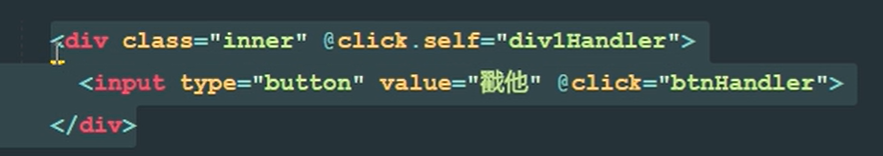 <div class="inner" @click.self="div1Handler">
<input type="button" value="戳他" @click="btnHandler">
</div>